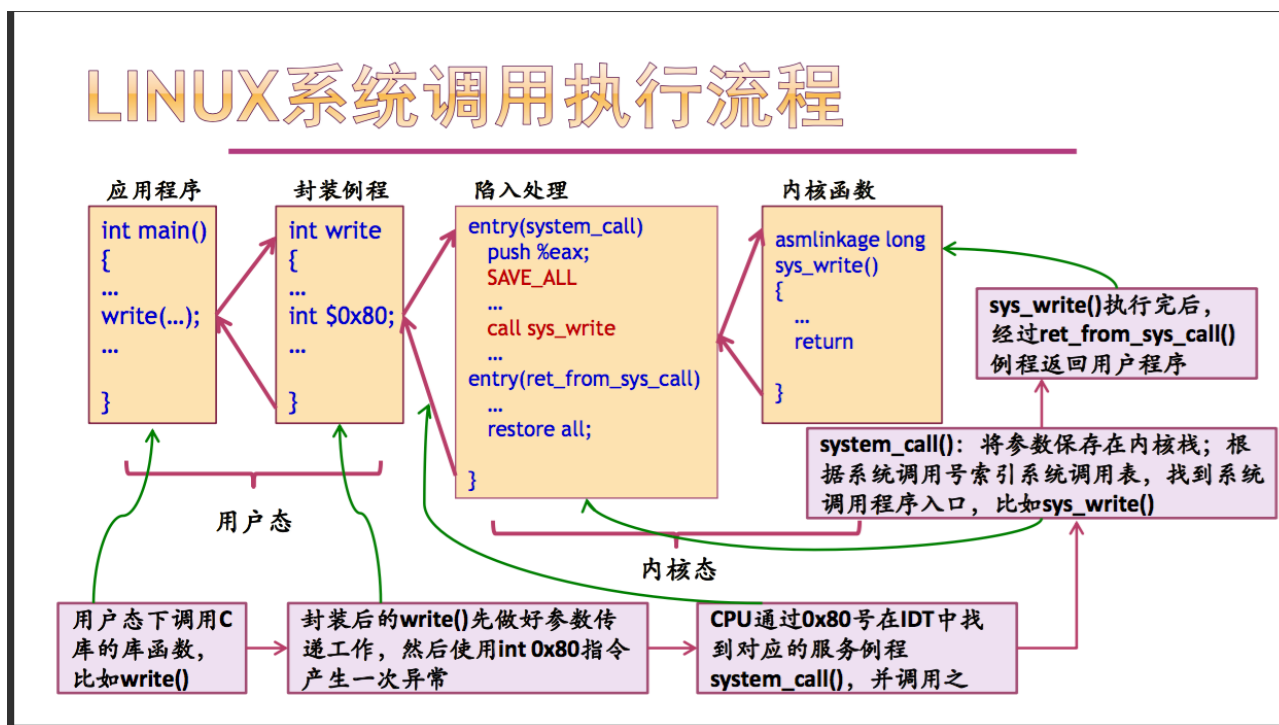 LINUX系统调用执行流程
应用程序
int main()
{
...
write(...);
...
}
封装例程
int write
{
...
int $0x80;
...
}
陷入处理
entry(system_call)
push %eax;
SAVE_ALL
...
call sys_write
...
entry(ret_from_sys_call)
...
restore all;
}
内核函数
asmlinkage long
sys_write()
{
...
return
}
sys_write()执行完后，
经过ret_from_sys_call()
例程返回用户程序
system_call()：将参数保存在内核栈；根
据系统调用号索引系统调用表，找到系统
调用程序入口，比如sys_write()
用户态
内核态
用户态下调用C
库的库函数，
比如write()
封装后的write()先做好参数传
递工作，然后使用int 0x80指令
产生一次异常
CPU通过0x80号在IDT中找
到对应的服务例程
system_call()，并调用之